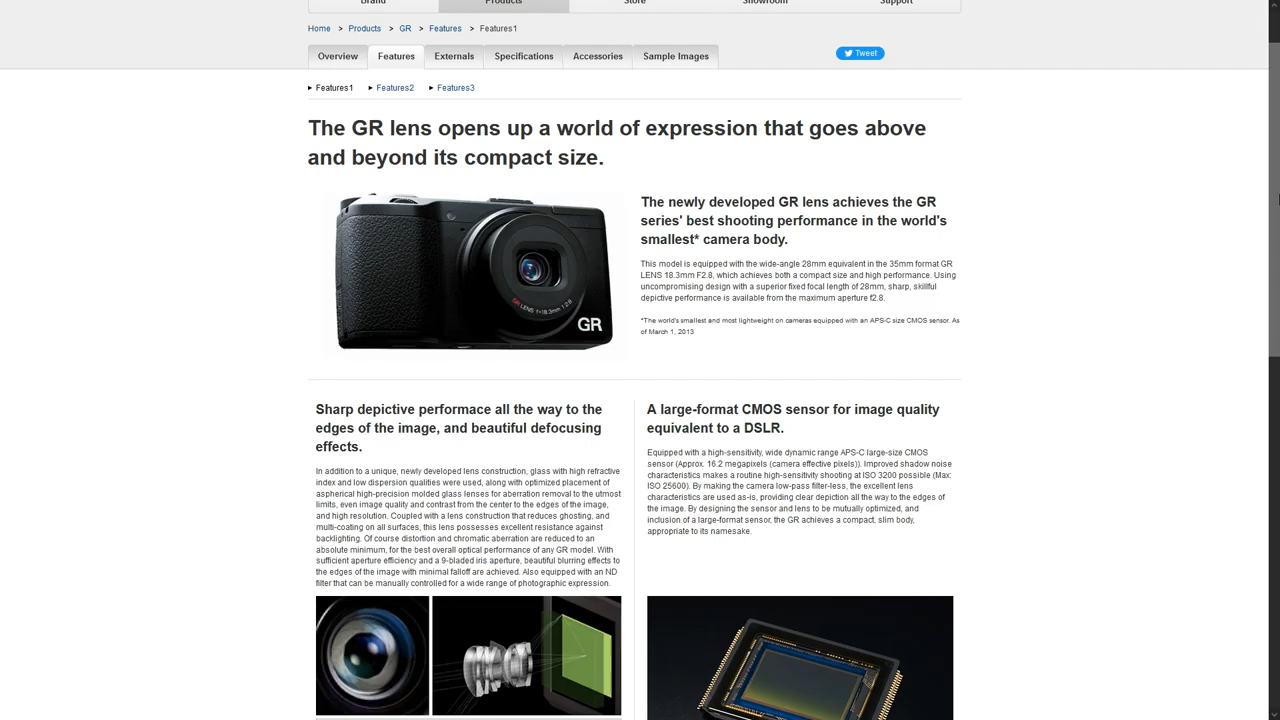 Brand Products Store Showroom Support
Home > Products > GR > Features > Features1
Overview Features Externals Specifications Accessories Sample Images Tweet
Features1 Features2 Features3
The GR lens opens up a world of expression that goes above
and beyond its compact size.
GR LENS f=18.3mm 1:2.8
GR
The newly developed GR lens achieves the GR
series' best shooting performance in the world's
smallest* camera body.
This model is equipped with the wide-angle 28mm equivalent in the 35mm format GR
LENS 18.3mm F2.8, which achieves both a compact size and high performance. Using
uncompromising design with a superior fixed focal length of 28mm, sharp, skillful
depictive performance is available from the maximum aperture f2.8.
*The world's smallest and most lightweight on cameras equipped with an APS-C size CMOS sensor. As
of March 1, 2013
Sharp depictive performace all the way to the
edges of the image, and beautiful defocusing
effects.
In addition to a unique, newly developed lens construction, glass with high refractive
index and low dispersion qualities were used, along with optimized placement of
aspherical high-precision molded glass lenses for aberration removal to the utmost
limits, even image quality and contrast from the center to the edges of the image,
and high resolution. Coupled with a lens construction that reduces ghosting, and
multi-coating on all surfaces, this lens possesses excellent resistance against
backlighting. Of course distortion and chromatic aberration are reduced to an
absolute minimum, for the best overall optical performance of any GR model. With
sufficient aperture efficiency and a 9-bladed iris aperture, beautiful blurring effects to
the edges of the image with minimal falloff are achieved. Also equipped with an ND
filter that can be manually controlled for a wide range of photographic expression.
A large-format CMOS sensor for image quality
equivalent to a DSLR.
Equipped with a high-sensitivity, wide dynamic range APS-C large-size CMOS
sensor (Approx. 16.2 megapixels (camera effective pixels)). Improved shadow noise
characteristics makes a routine high-sensitivity shooting at ISO 3200 possible (Max:
ISO 25600). By making the camera low-pass filter-less, the excellent lens
characteristics are used as-is, providing clear depiction all the way to the edges of
the image. By designing the sensor and lens to be mutually optimized, and
inclusion of a large-format sensor, the GR achieves a compact, slim body,
appropriate to its namesake.